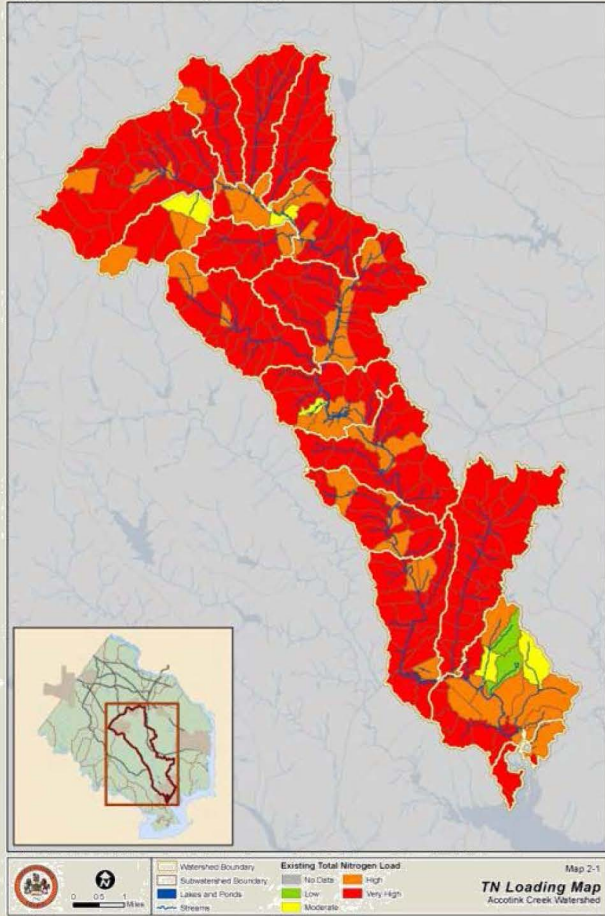 Watershed Boundary
Subwatershed Boundary
Lakes and Ponds
Streams
Existing Total Nitrogen Load
No Data
Low
Moderate
High
Very High
0 0.5 1
Miles
Map 2-1
TN Loading Map
Accotink Creek Watershed